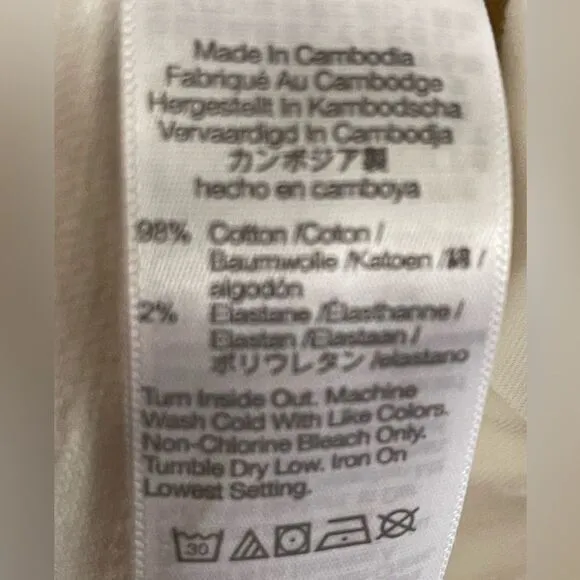 Made In Cambodia
Fabriqué Au Cambodge
Hergestellt In Kambodscha
Vervaardigd In Cambodja
カンボジア製
hecho en camboya
98% Cotton /Coton /
Baumwolle /Katoen /綿 /
algodón
2% Elastane /Élasthanne /
Elastan /Elastaan /
ポリウレタン /elastano
Turn Inside Out. Machine
Wash Cold With Like Colors.
Non-Chlorine Bleach Only.
Tumble Dry Low. Iron On
Lowest Setting.
30